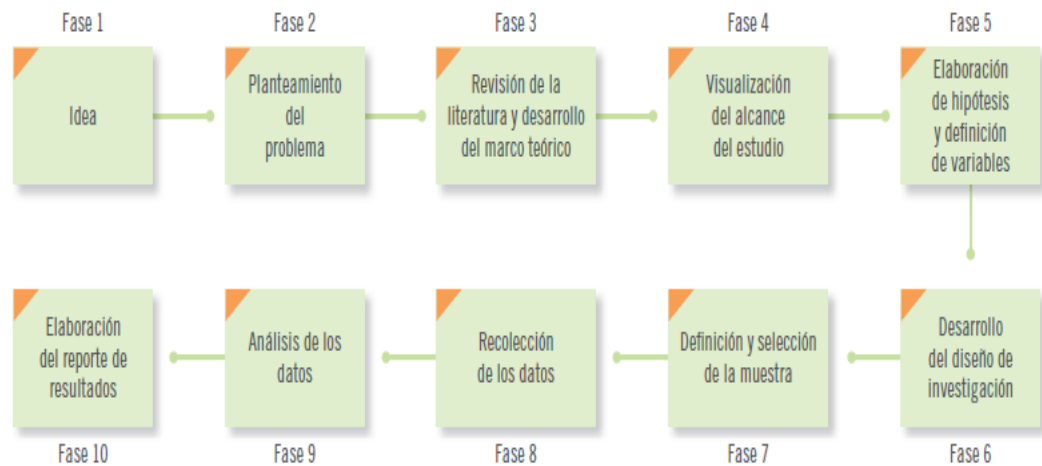 Fase 1
Idea
Fase 2
Planteamiento
del
problema
Fase 3
Revisión de la
literatura y desarrollo
del marco teórico
Fase 4
Visualización
del alcance
del estudio
Fase 5
Elaboración
de hipótesis
y definición
de variables
Desarrollo
del diseño de
investigación
Fase 6
Definición y selección
de la muestra
Fase 7
Recolección
de los datos
Fase 8
Análisis de los
datos
Fase 9
Elaboración
del reporte de
resultados
Fase 10